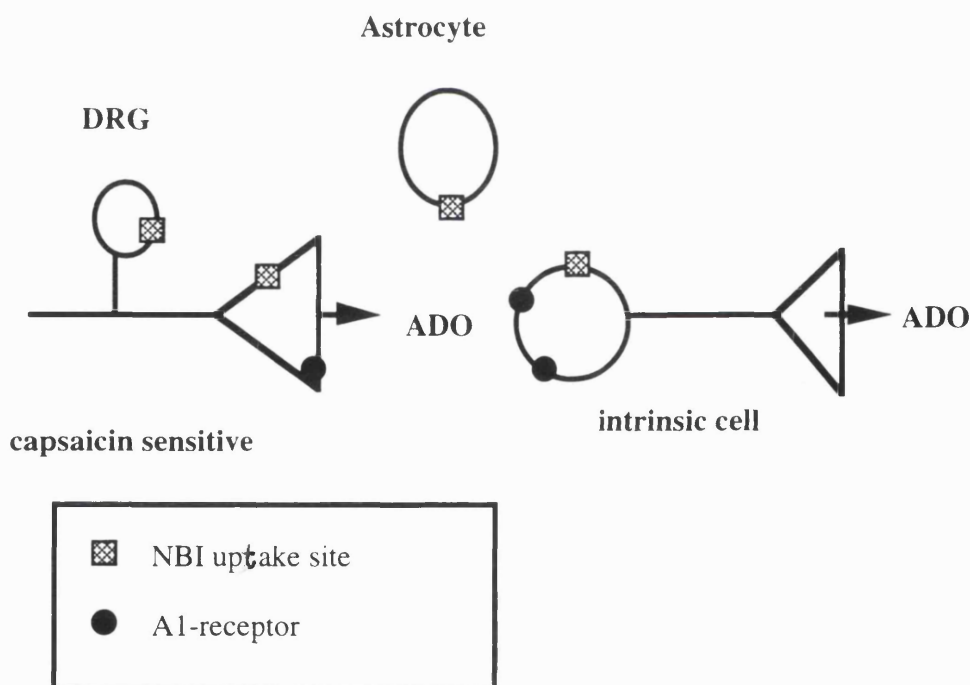 Astrocyte
DRG
ADO
ADO
intrinsic cell
capsaicin sensitive
NBI uptake site
A1-receptor